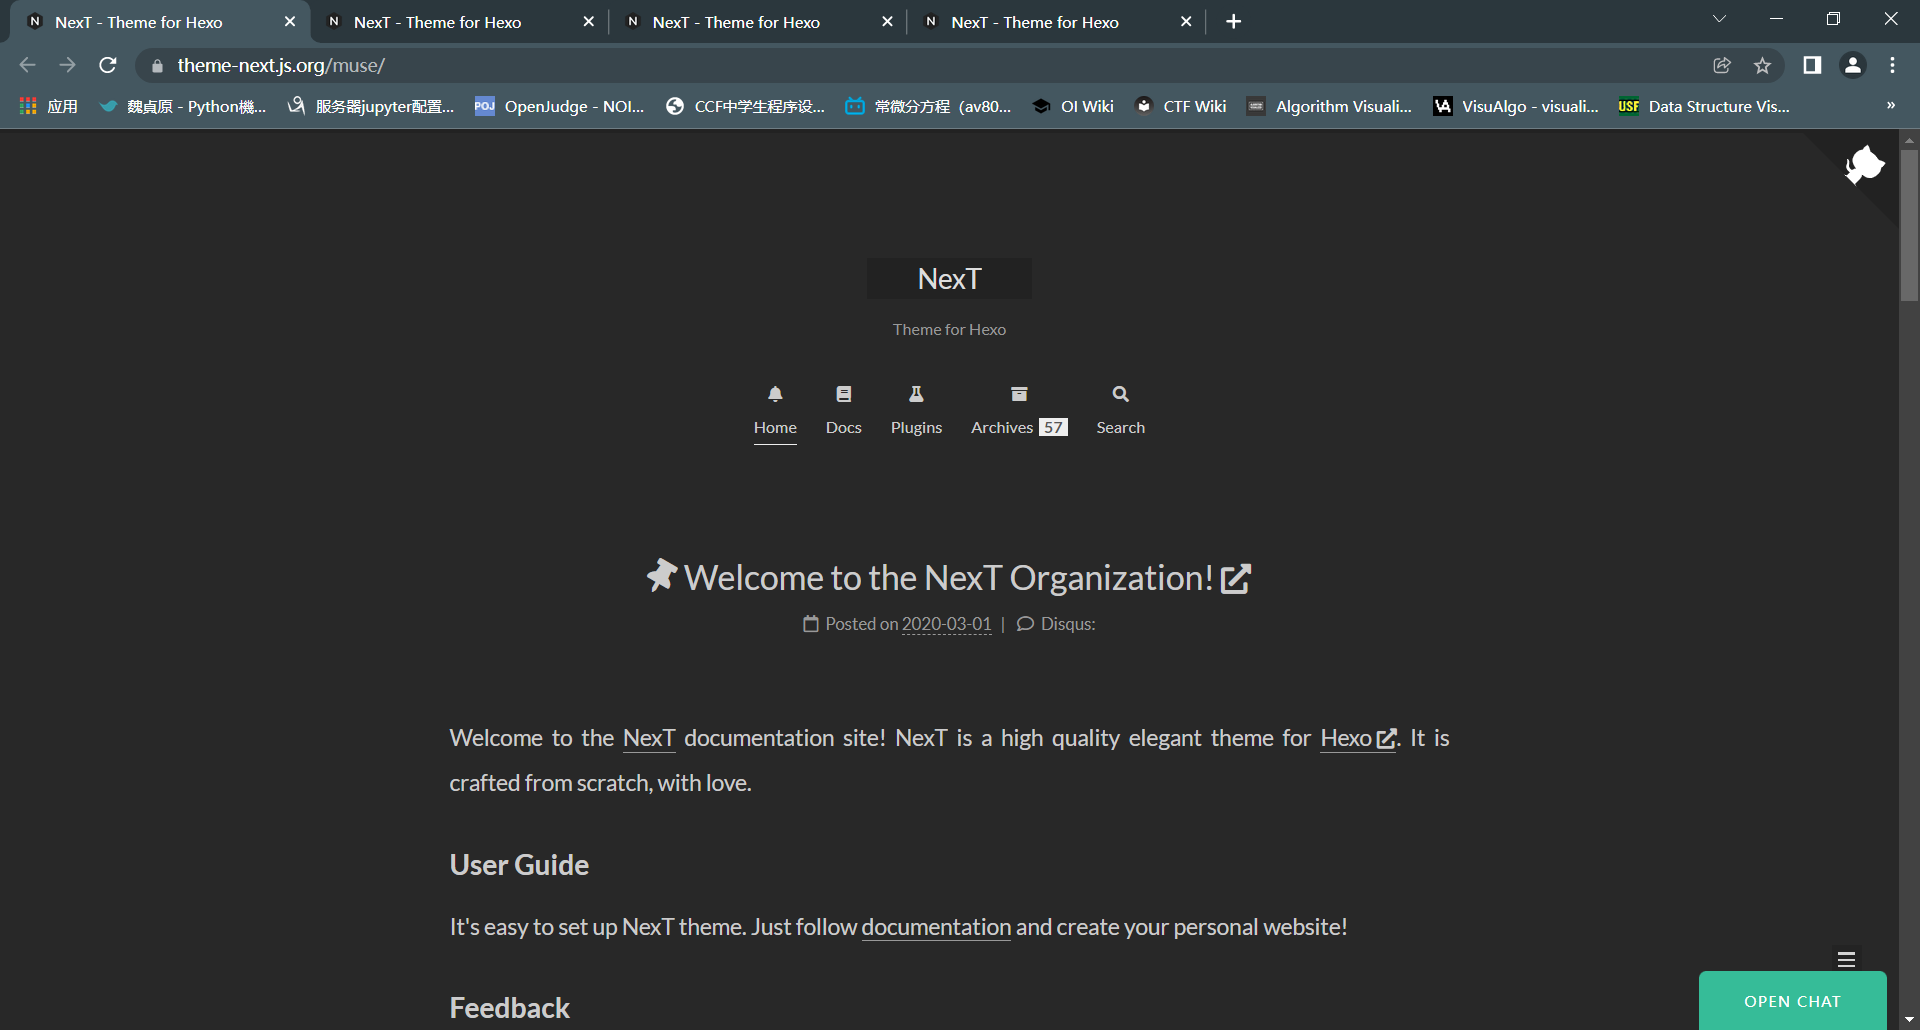 NexT - Theme for Hexo
NexT - Theme for Hexo
NexT - Theme for Hexo
NexT - Theme for Hexo
theme-next.js.org/muse/
应用
魏貞原 - Python機...
服务器jupyter配置...
POJ OpenJudge - NOI...
CCF中学生程序设...
常微分方程（av80...
OI Wiki
CTF Wiki
Algorithm Visuali...
VisuAlgo - visuali...
USF Data Structure Vis...
»
NexT
Theme for Hexo
Home Docs Plugins Archives 57 Search
Welcome to the NexT Organization!
Posted on 2020-03-01 | Disqus:
Welcome to the NexT documentation site! NexT is a high quality elegant theme for Hexo. It is
crafted from scratch, with love.
User Guide
It's easy to set up NexT theme. Just follow documentation and create your personal website!
Feedback
OPEN CHAT